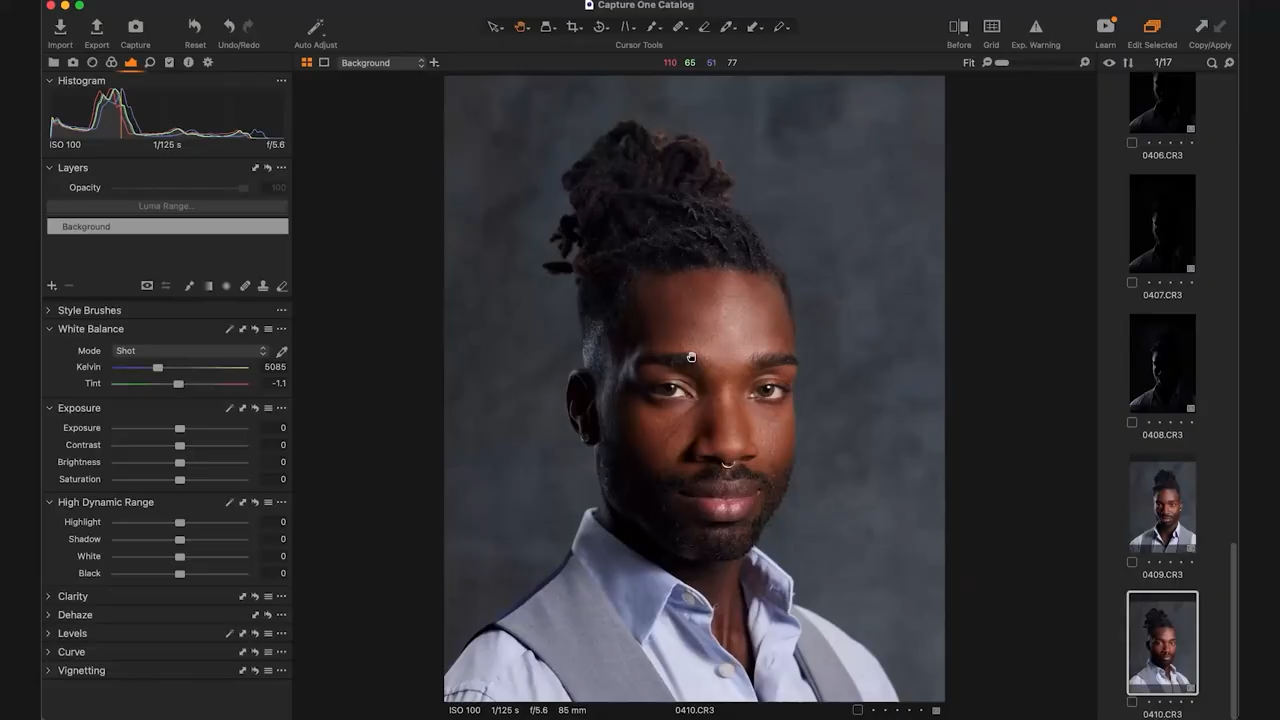 Capture One Catalog
Import Export Capture Reset Undo/Redo Auto Adjust Cursor Tools Before Grid Exp. Warning Learn Edit Selected Copy/Apply
Background 110 65 51 77 Fit 1/17
Histogram
ISO 100 1/125 s f/5.6
Layers
Opacity 100
Luma Range...
Background
Style Brushes
White Balance
Mode Shot
Kelvin 5085
Tint -1.1
Exposure
Exposure 0
Contrast 0
Brightness 0
Saturation 0
High Dynamic Range
Highlight 0
Shadow 0
White 0
Black 0
Clarity
Dehaze
Levels
Curve
Vignetting
ISO 100 1/125 s f/5.6 85 mm 0410.CR3
0406.CR3
0407.CR3
0408.CR3
0409.CR3
0410.CR3